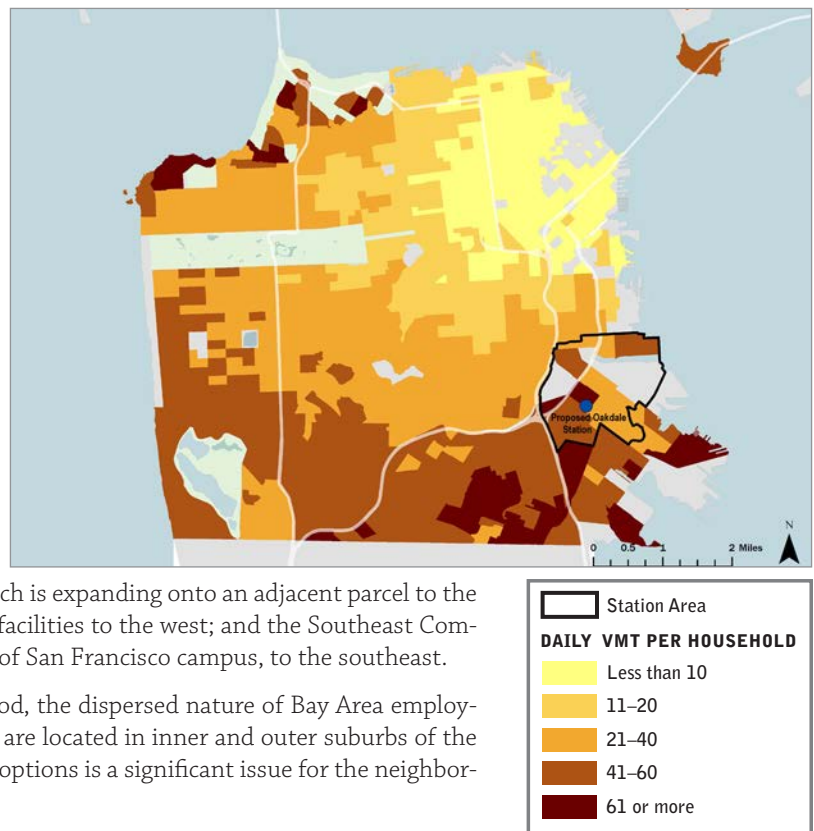 Proposed Oakdale
Station
N
0 0.5 1 2 Miles
ch is expanding onto an adjacent parcel to the
facilities to the west; and the Southeast Com-
of San Francisco campus, to the southeast.
od, the dispersed nature of Bay Area employ-
are located in inner and outer suburbs of the
options is a significant issue for the neighbor-
Station Area
DAILY VMT PER HOUSEHOLD
Less than 10
11–20
21–40
41–60
61 or more